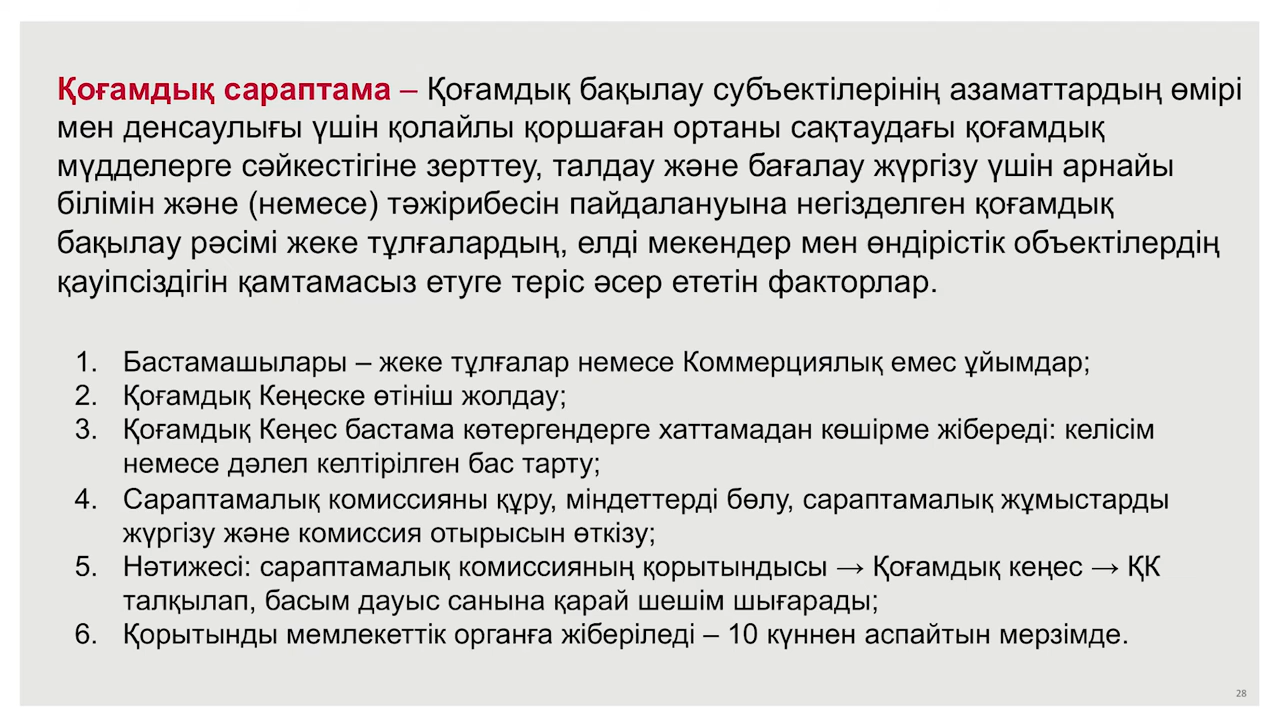 Қоғамдық сараптама – Қоғамдық бақылау субъектілерінің азаматтардың өмірі
мен денсаулығы үшін қолайлы қоршаған ортаны сақтаудағы қоғамдық
мүдделерге сәйкестігіне зерттеу, талдау және бағалау жүргізу үшін арнайы
білімін және (немесе) тәжірибесін пайдалануына негізделген қоғамдық
бақылау рәсімі жеке тұлғалардың, елді мекендер мен өндірістік объектілердің
қауіпсіздігін қамтамасыз етуге теріс әсер ететін факторлар.
1. Бастамашылары – жеке тұлғалар немесе Коммерциялық емес ұйымдар;
2. Қоғамдық Кеңеске өтініш жолдау;
3. Қоғамдық Кеңес бастама көтергендерге хаттамадан көшірме жібереді: келісім
немесе дәлел келтірілген бас тарту;
4. Сараптамалық комиссияны құру, міндеттерді бөлу, сараптамалық жұмыстарды
жүргізу және комиссия отырысын өткізу;
5. Нәтижесі: сараптамалық комиссияның қорытындысы → Қоғамдық кеңес → ҚК
талқылап, басым дауыс санына қарай шешім шығарады;
6. Қорытынды мемлекеттік органға жіберіледі – 10 күннен аспайтын мерзімде.
28